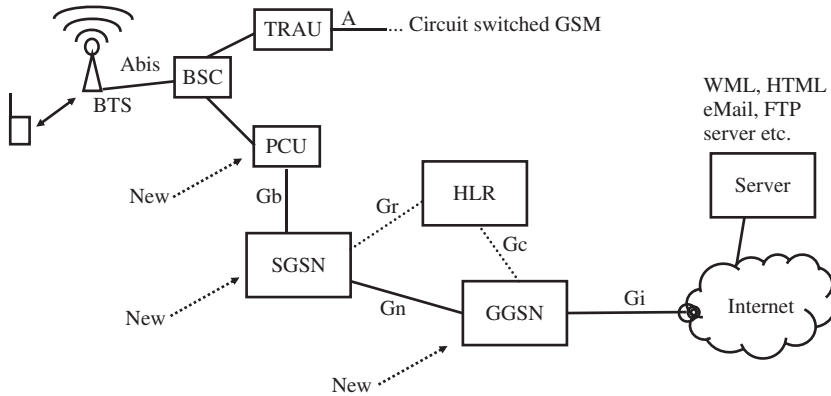 TRAU
A
... Circuit switched GSM
Abis
BSC
BTS
WML, HTML
eMail, FTP
server etc.
PCU
New
Gb
Gr
HLR
Server
Gc
SGSN
New
Gn
GGSN
Gi
Internet
New